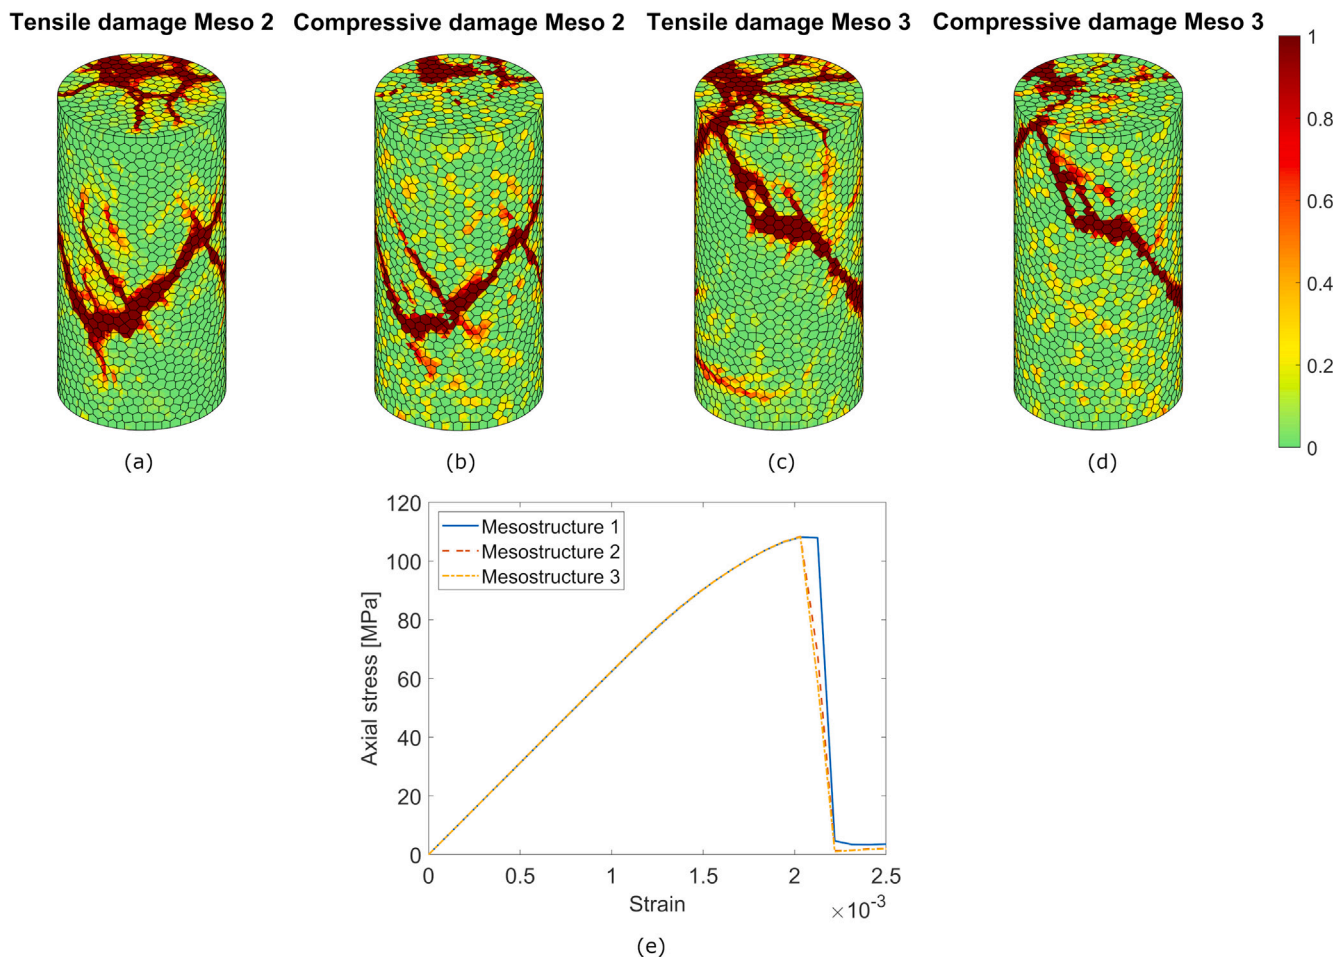 Tensile damage Meso 2 Compressive damage Meso 2 Tensile damage Meso 3 Compressive damage Meso 3
1
0.8
0.6
0.4
0.2
0
(a) (b) (c) (d)
120
100
80
60
40
20
0
Axial stress [MPa]
Mesostructure 1
Mesostructure 2
Mesostructure 3
0 0.5 1 1.5 2 2.5
Strain
×10-3
(e)